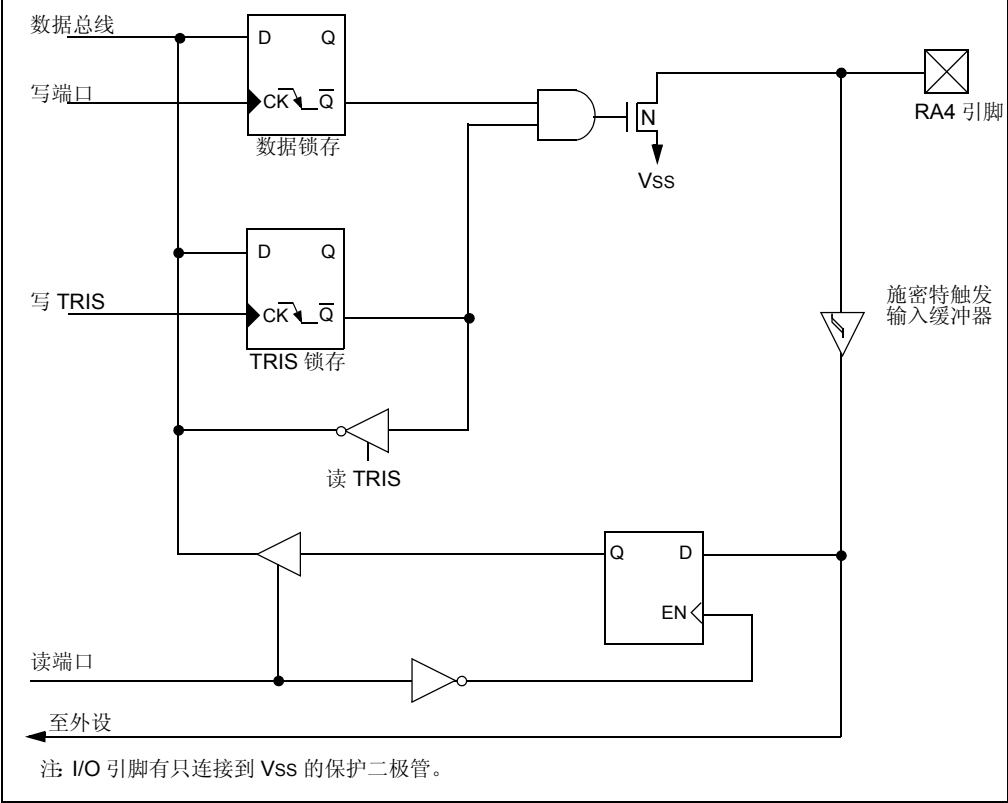 数据总线
D Q
写端口
CK Q
数据锁存
N
VSS
RA4 引脚
D Q
写 TRIS
CK Q
TRIS 锁存
施密特触发
输入缓冲器
读 TRIS
Q D
EN
读端口
至外设
注: I/O 引脚有只连接到 VSS 的保护二极管。